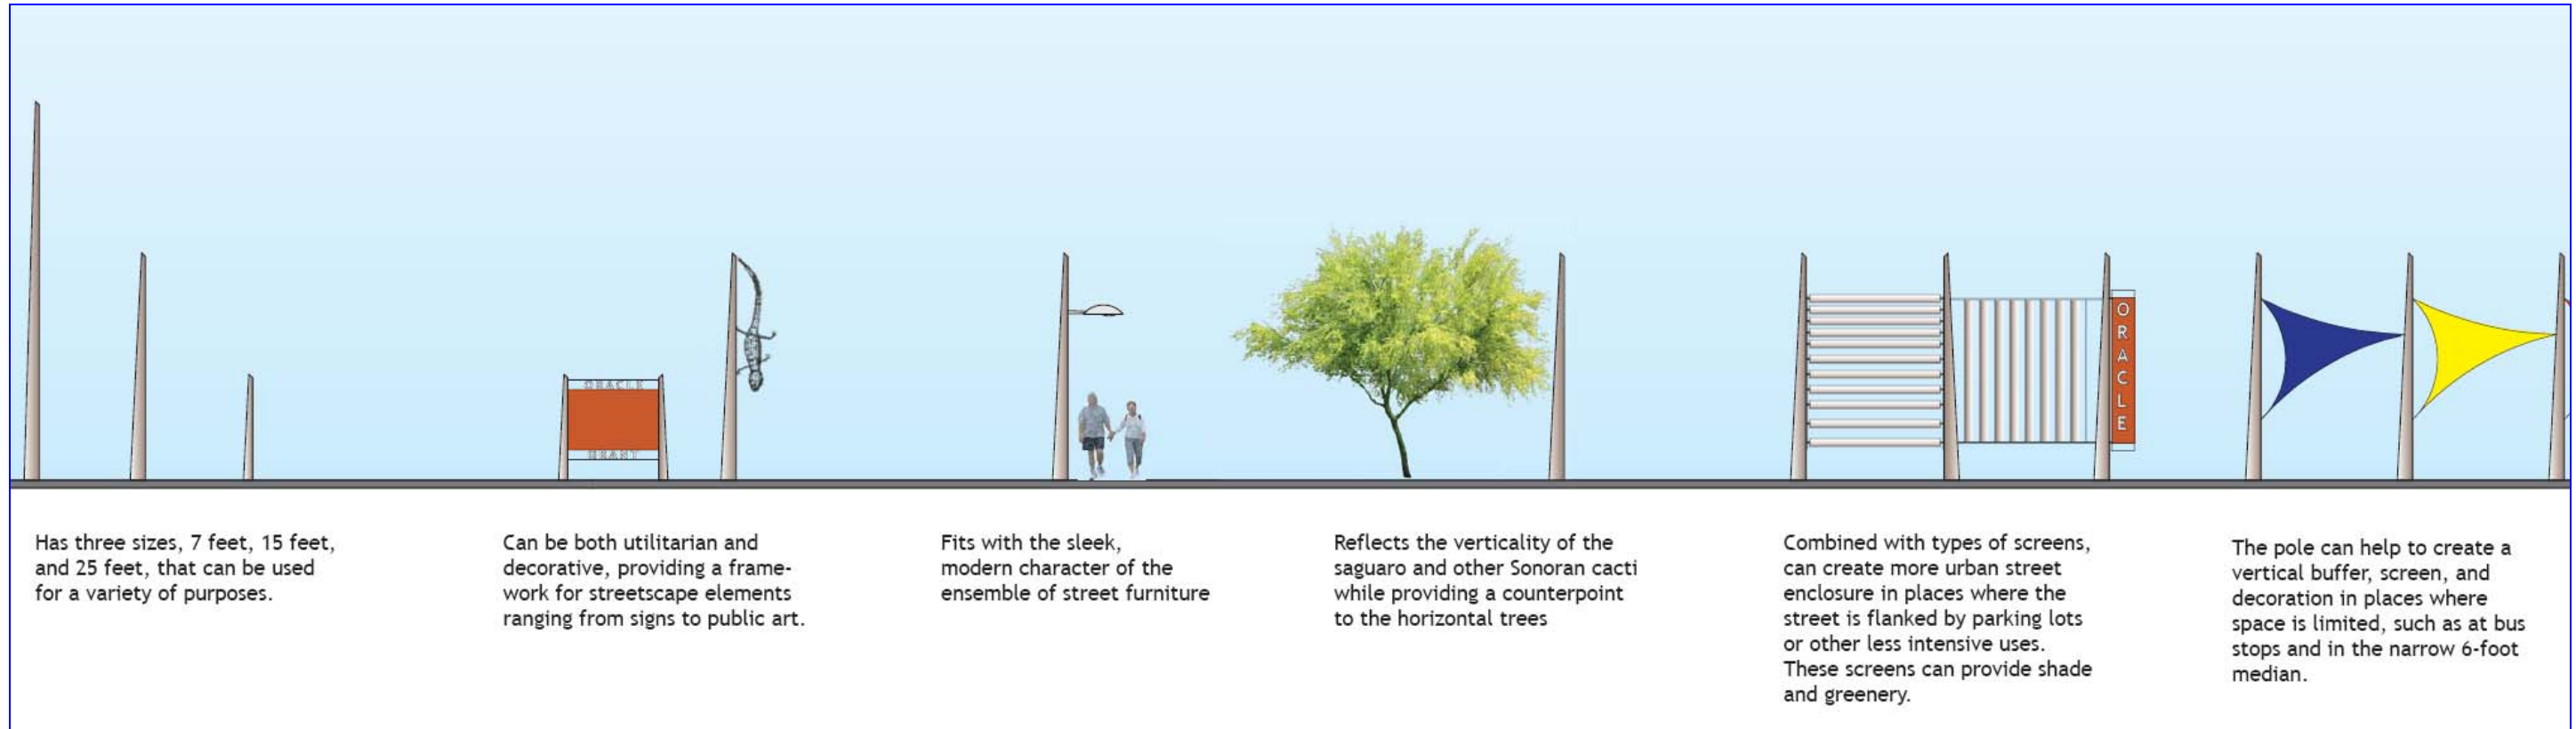 ORACLE
GRANT
ORACLE
Has three sizes, 7 feet, 15 feet,
and 25 feet, that can be used
for a variety of purposes.
Can be both utilitarian and
decorative, providing a frame-
work for streetscape elements
ranging from signs to public art.
Fits with the sleek,
modern character of the
ensemble of street furniture
Reflects the verticality of the
saguaro and other Sonoran cacti
while providing a counterpoint
to the horizontal trees
Combined with types of screens,
can create more urban street
enclosure in places where the
street is flanked by parking lots
or other less intensive uses.
These screens can provide shade
and greenery.
The pole can help to create a
vertical buffer, screen, and
decoration in places where
space is limited, such as at bus
stops and in the narrow 6-foot
median.